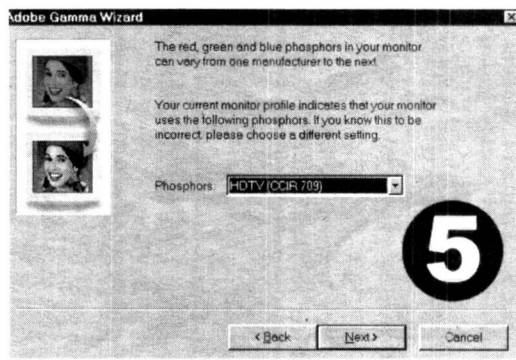 Adobe Gamma Wizard
The red, green and blue phosphors in your monitor
can vary from one manufacturer to the next.
Your current monitor profile indicates that your monitor
uses the following phosphors. If you know this to be
incorrect, please choose a different setting.
Phosphors: HDTV (CCIR 709)
5
< Back Next > Cancel